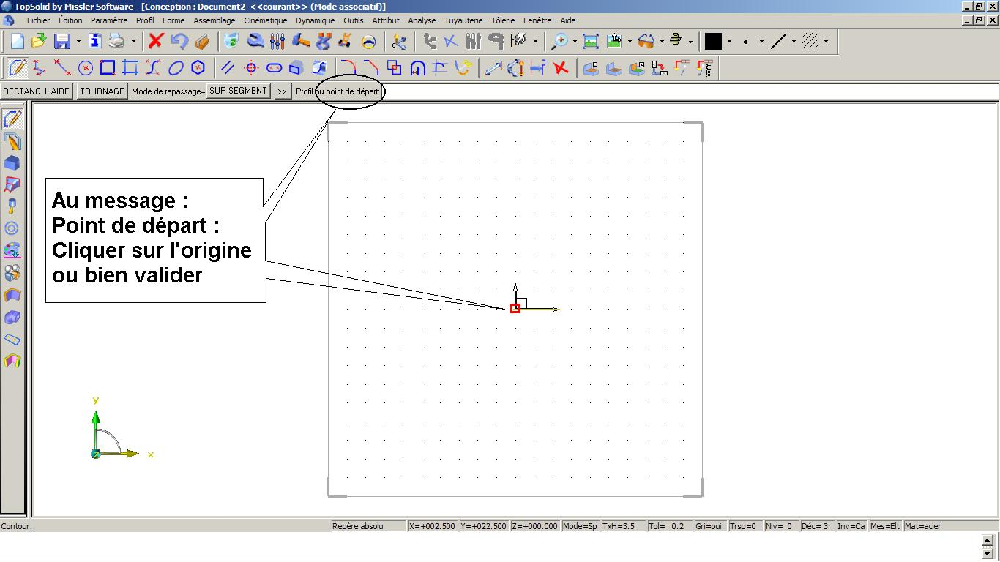 TopSolid by Missler Software - [Conception : Document2 <<courant>> (Mode associatif)]
Fichier Édition Paramètre Profil Forme Assemblage Cinématique Dynamique Outils Attribut Analyse Tuyauterie Tôlerie Fenêtre Aide
RECTANGULAIRE TOURNAGE Mode de repassage= SUR SEGMENT >> Profil ou point de départ:
Au message :
Point de départ :
Cliquer sur l'origine
ou bien valider
y
z x
Contour. Repère absolu X=+002.500 Y=+022.500 Z=+000.000 Mode=Sp TxH=3.5 Tol= 0.2 Gri=oui Trsp=0 Niv= 0 Déc= 3 Inv=Ca Mes=Elt Mat=acier